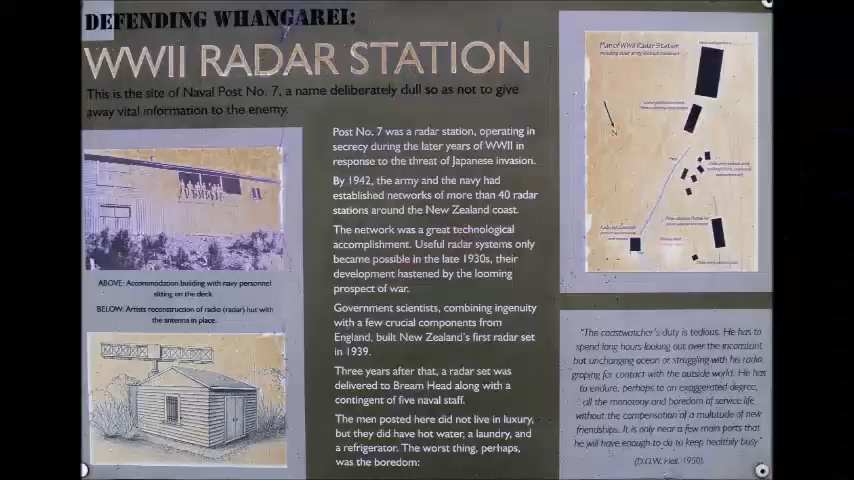 DEFENDING WHANGAREI:
WWII RADAR STATION
This is the site of Naval Post No. 7, a name deliberately dull so as not to give
away vital information to the enemy.
ABOVE: Accommodation building with navy personnel
sitting on the deck.
BELOW: Artists reconstruction of radio (radar) hut with
the antenna in place.
Post No. 7 was a radar station, operating in
secrecy during the later years of WWII in
response to the threat of Japanese invasion.
By 1942, the army and the navy had
established networks of more than 40 radar
stations around the New Zealand coast.
The network was a great technological
accomplishment. Useful radar systems only
became possible in the late 1930s, their
development hastened by the looming
prospect of war.
Government scientists, combining ingenuity
with a few crucial components from
England, built New Zealand's first radar set
in 1939.
Three years after that, a radar set was
delivered to Bream Head along with a
contingent of five naval staff.
The men posted here did not live in luxury,
but they did have hot water, a laundry, and
a refrigerator. The worst thing, perhaps,
was the boredom:
Plan of WWII Radar Station
N
"The coastwatcher's duty is tedious. He has to
spend long hours looking out over the inconstant
but unchanging ocean or struggling with his radio,
groping for contact with the outside world. He has
to endure, perhaps to an exaggerated degree,
all the monotony and boredom of service life
without the compensation of a multitude of new
friendships. It is only near a few main ports that
he will have enough to do to keep healthily busy"
(D.O.W. Hall, 1950)